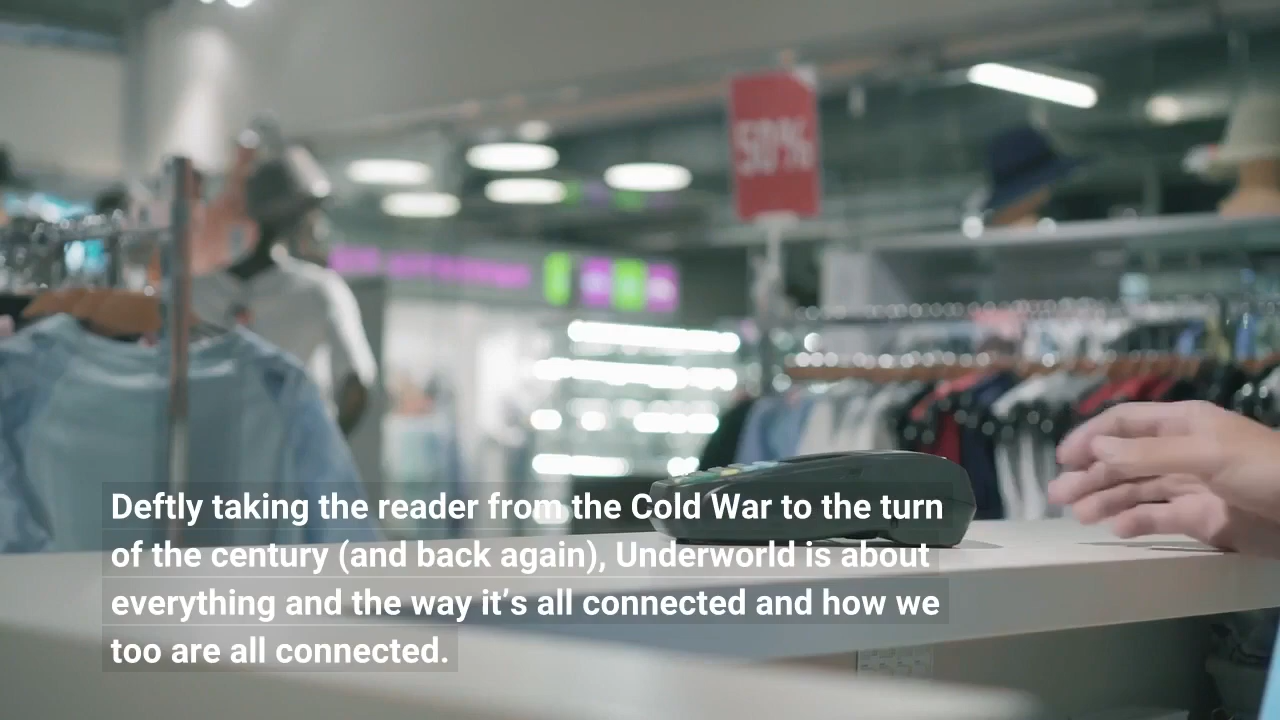 50%
Deftly taking the reader from the Cold War to the turn
of the century (and back again), Underworld is about
everything and the way it’s all connected and how we
too are all connected.